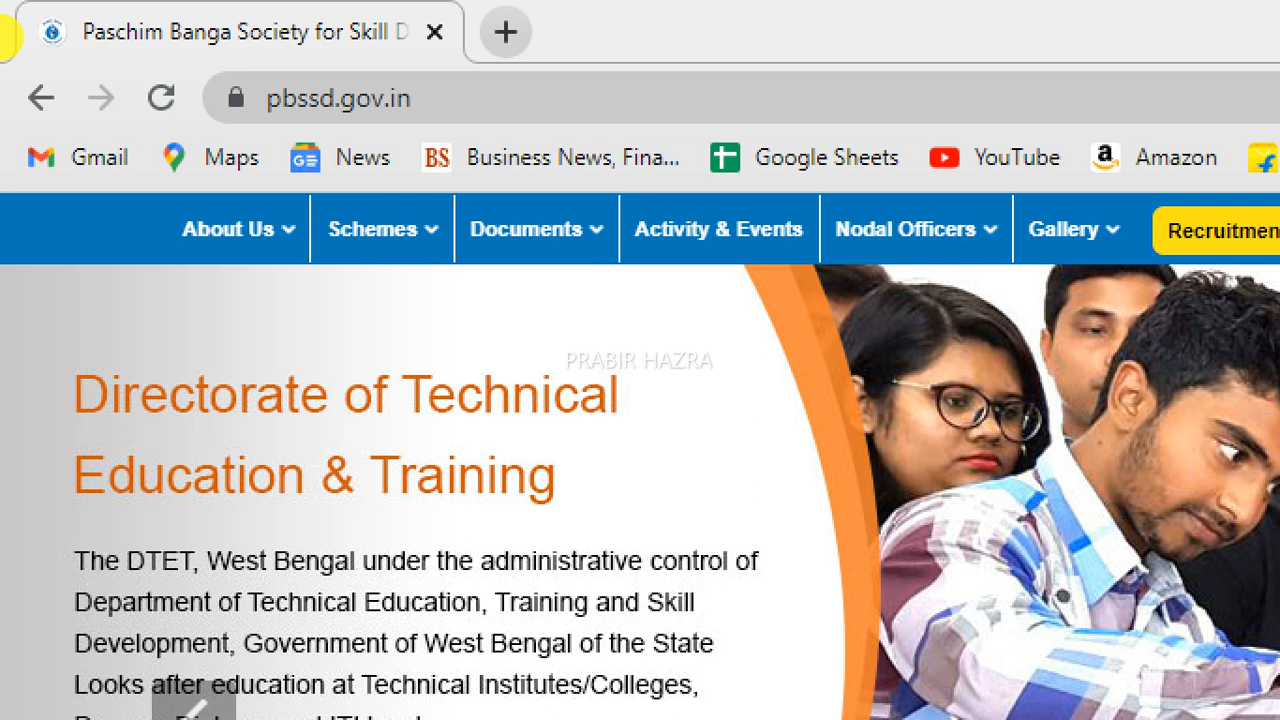 Paschim Banga Society for Skill D
pbssd.gov.in
Gmail Maps News BS Business News, Fina... Google Sheets YouTube a Amazon
About Us Schemes Documents Activity & Events Nodal Officers Gallery Recruitmen
PRABIR HAZRA
Directorate of Technical
Education & Training
The DTET, West Bengal under the administrative control of
Department of Technical Education, Training and Skill
Development, Government of West Bengal of the State
Looks after education at Technical Institutes/Colleges,